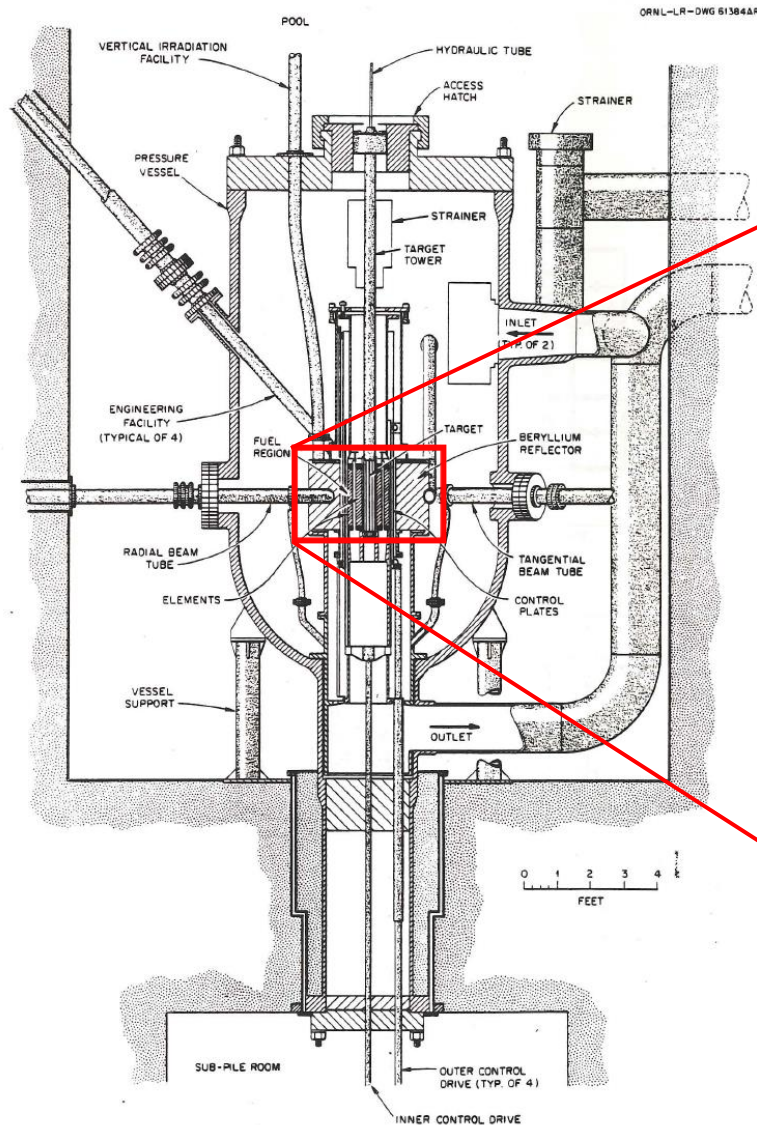 ORNL-LR-DWG 61384AR
POOL
VERTICAL IRRADIATION
FACILITY
HYDRAULIC TUBE
ACCESS
HATCH
STRAINER
PRESSURE
VESSEL
STRAINER
TARGET
TOWER
INLET
(TYP. OF 2)
ENGINEERING
FACILITY
(TYPICAL OF 4)
FUEL
REGION
TARGET
BERYLLIUM
REFLECTOR
RADIAL BEAM
TUBE
TANGENTIAL
BEAM TUBE
ELEMENTS
CONTROL
PLATES
VESSEL
SUPPORT
OUTLET
0 1 2 3 4
FEET
SUB-PILE ROOM
OUTER CONTROL
DRIVE (TYP. OF 4)
INNER CONTROL DRIVE